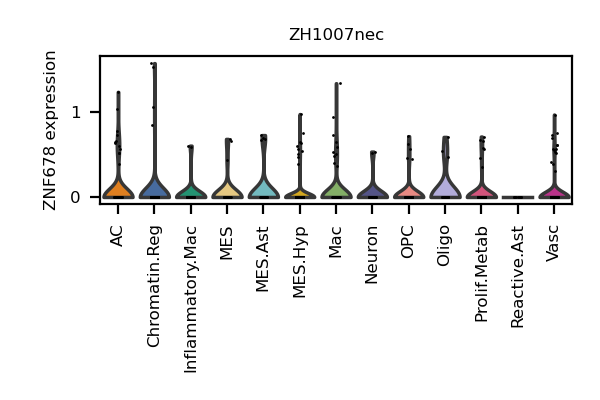 ZH1007nec
ZNF678 expression
1
0
AC
Chromatin.Reg
Inflammatory.Mac
MES
MES.Ast
MES.Hyp
Mac
Neuron
OPC
Oligo
Prolif.Metab
Reactive.Ast
Vasc